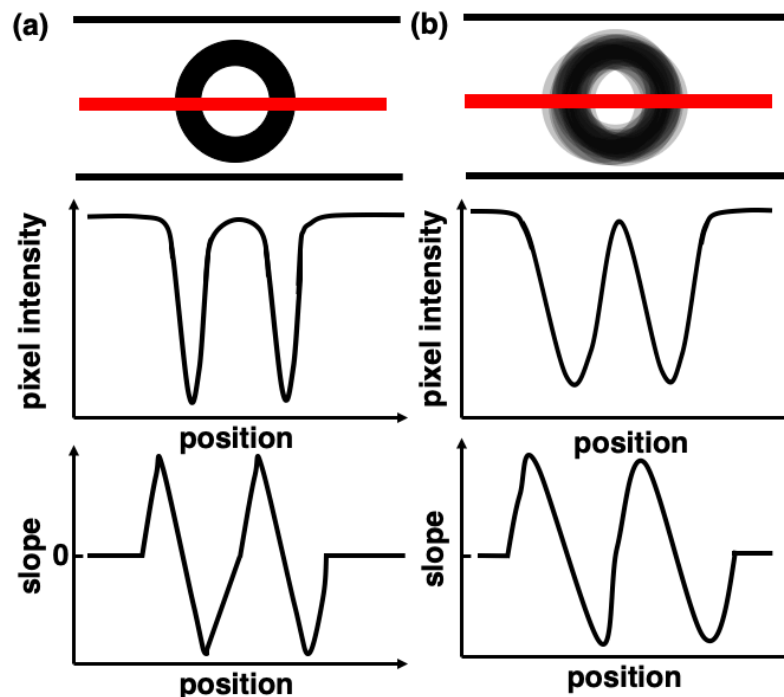 (a)
(b)
pixel intensity
position
pixel intensity
position
slope
0
position
slope
position